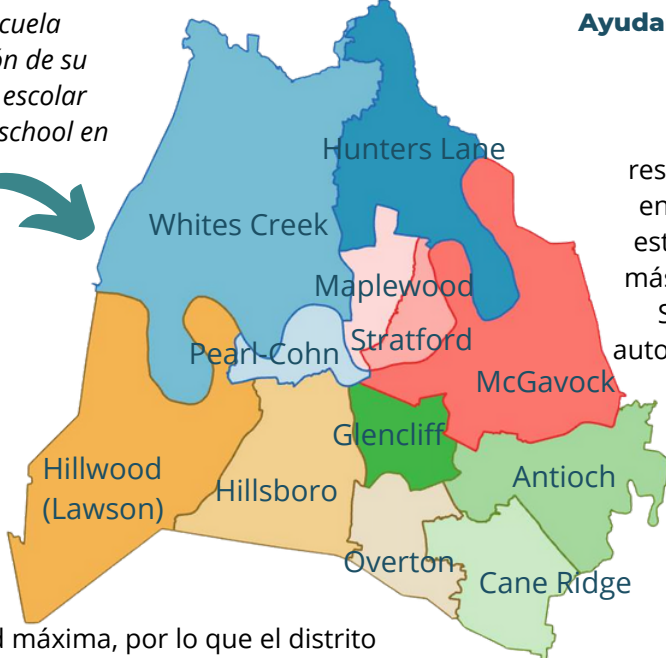 cuela
ón de su
escolar
school en
Ayuda
res
en
est
más
S
auto
Hunters Lane
Whites Creek
Maplewood
Stratford
Pearl-Cohn
McGavock
Glencliff
Hillwood
(Lawson)
Hillsboro
Antioch
Overton
Cane Ridge
d máxima, por lo que el distrito